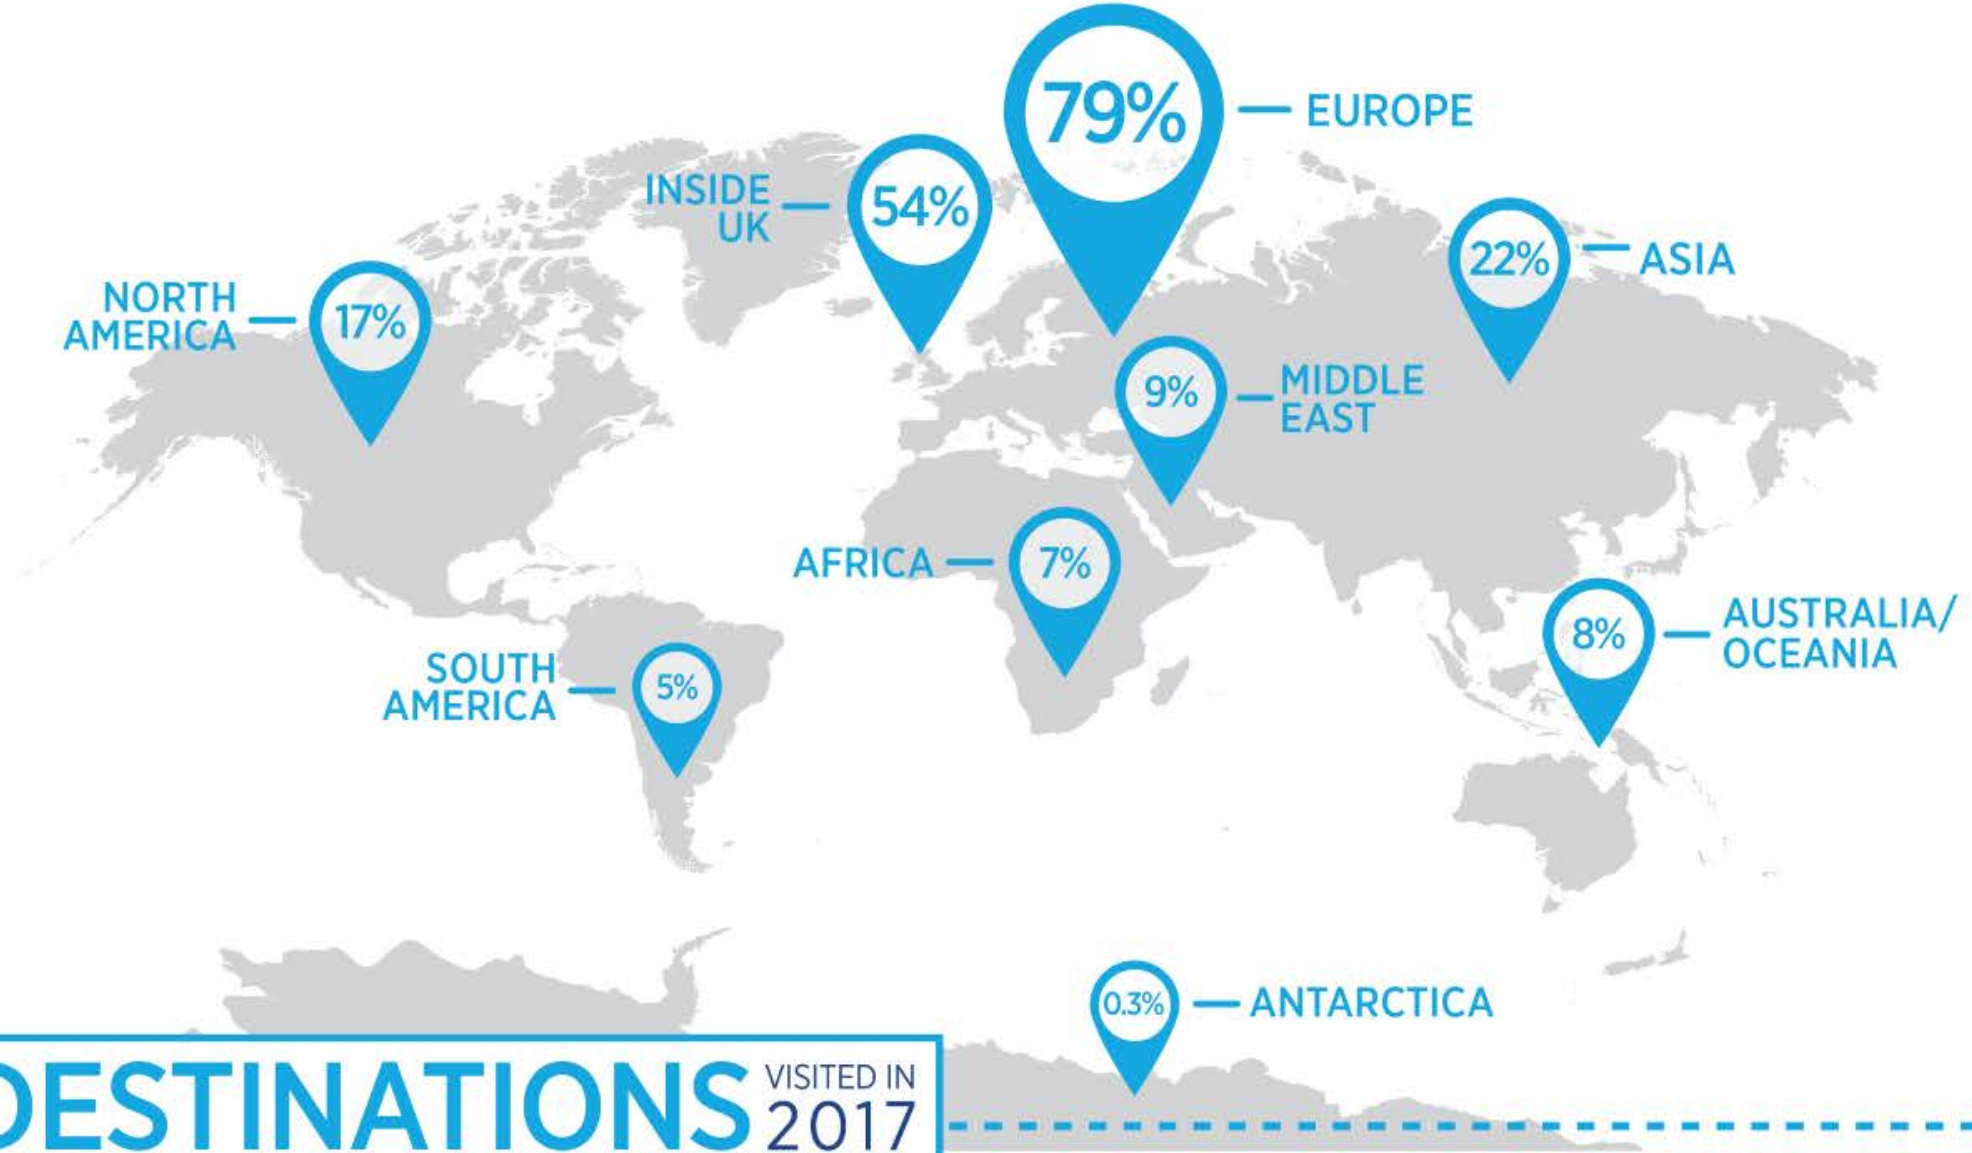 79%
EUROPE
INSIDE
UK
54%
22%
ASIA
NORTH
AMERICA
17%
9%
MIDDLE
EAST
AFRICA
7%
8%
AUSTRALIA/
OCEANIA
SOUTH
AMERICA
5%
0.3%
ANTARCTICA
DESTINATIONS
VISITED IN
2017